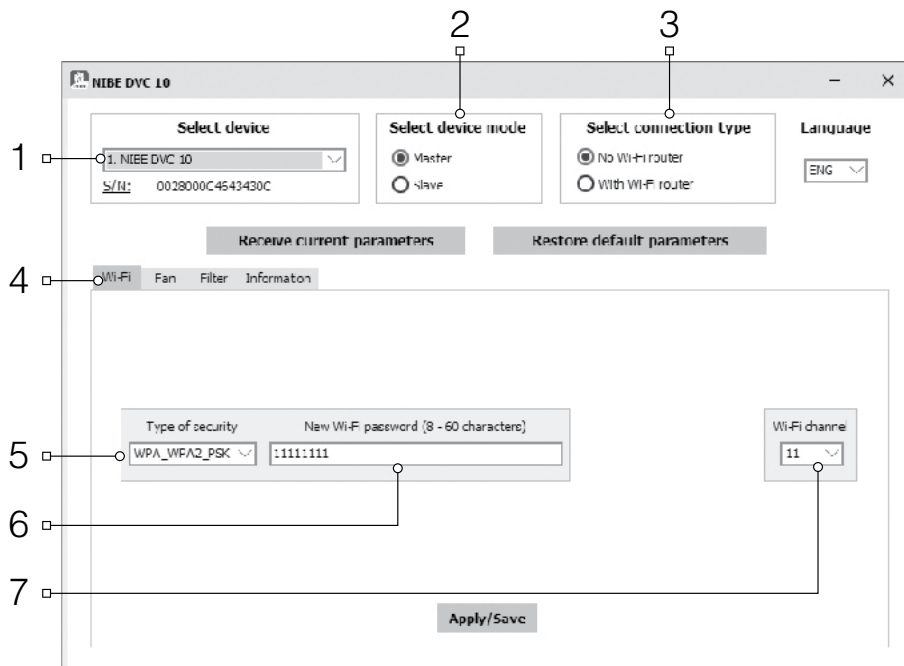 2 3
NIBE DVC 10
Select device Select device mode Select connection type Language
1 1. NIBE DVC 10 Master No Wi-Fi router ENG
S/N: 0028000C4543430C Slave With Wi-Fi router
Receive current parameters Restore default parameters
4 Wi-Fi Fan Filter Information
Type of security New Wi-Fi password (8 - 60 characters) Wi-Fi channel
5 WPA_WPA2_PSK 11111111 11
6
7
Apply/Save